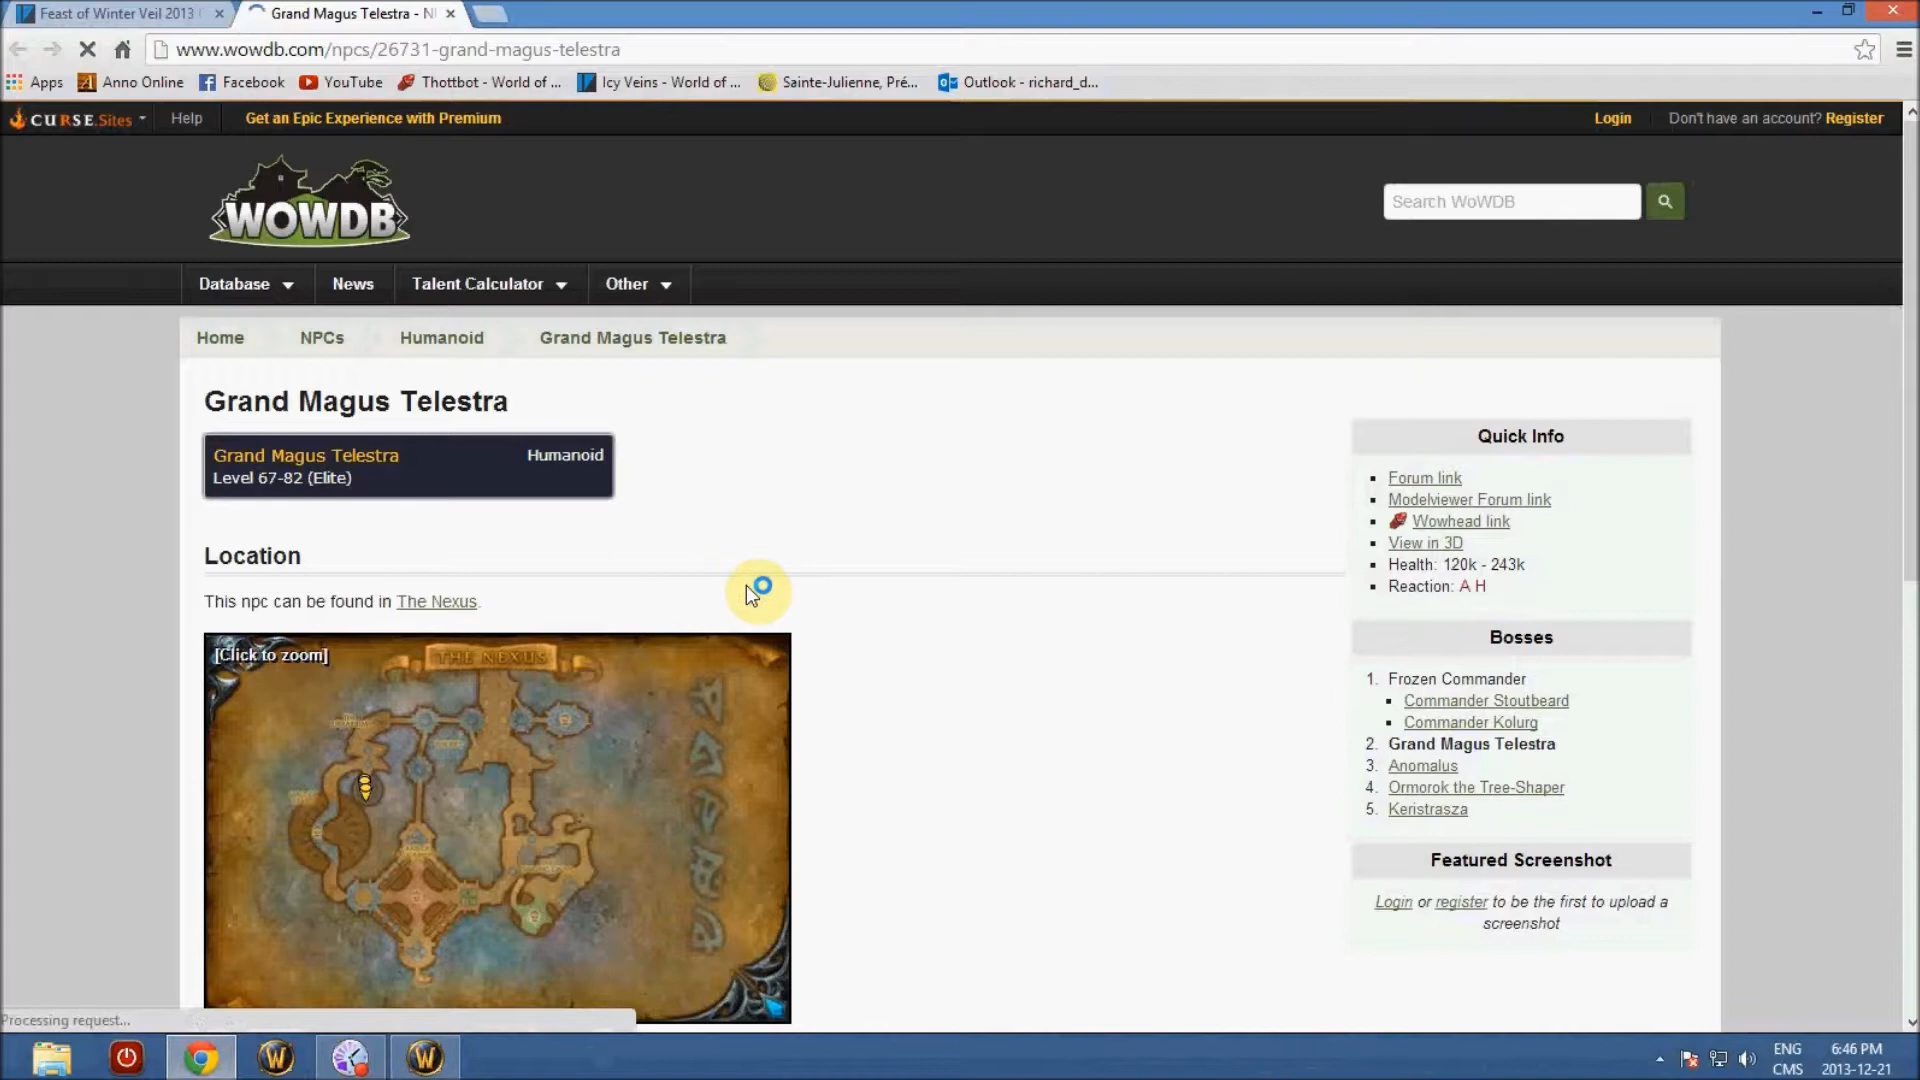 Feast of Winter Veil 2013
Grand Magus Telestra - N
www.wowdb.com/npcs/26731-grand-magus-telestra
Apps
Anno Online
Facebook
YouTube
Thottbot - World of ...
Icy Veins - World of ...
Sainte-Julienne, Pré...
Outlook - richard_d...
CURSE.Sites
Help
Get an Epic Experience with Premium
Login
Don't have an account? Register
WOWDB
Search WoWDB
Database
News
Talent Calculator
Other
Home
NPCs
Humanoid
Grand Magus Telestra
Grand Magus Telestra
Grand Magus Telestra
Humanoid
Level 67-82 (Elite)
Location
This npc can be found in The Nexus.
[Click to zoom]
THE NEXUS
Quick Info
Forum link
Modelviewer Forum link
Wowhead link
View in 3D
Health: 120k - 243k
Reaction: A H
Bosses
1. Frozen Commander
Commander Stoutbeard
Commander Kolurg
2. Grand Magus Telestra
3. Anomalus
4. Ormorok the Tree-Shaper
5. Keristrasza
Featured Screenshot
Login or register to be the first to upload a
screenshot
Processing request...
ENG
CMS
6:46 PM
2013-12-21